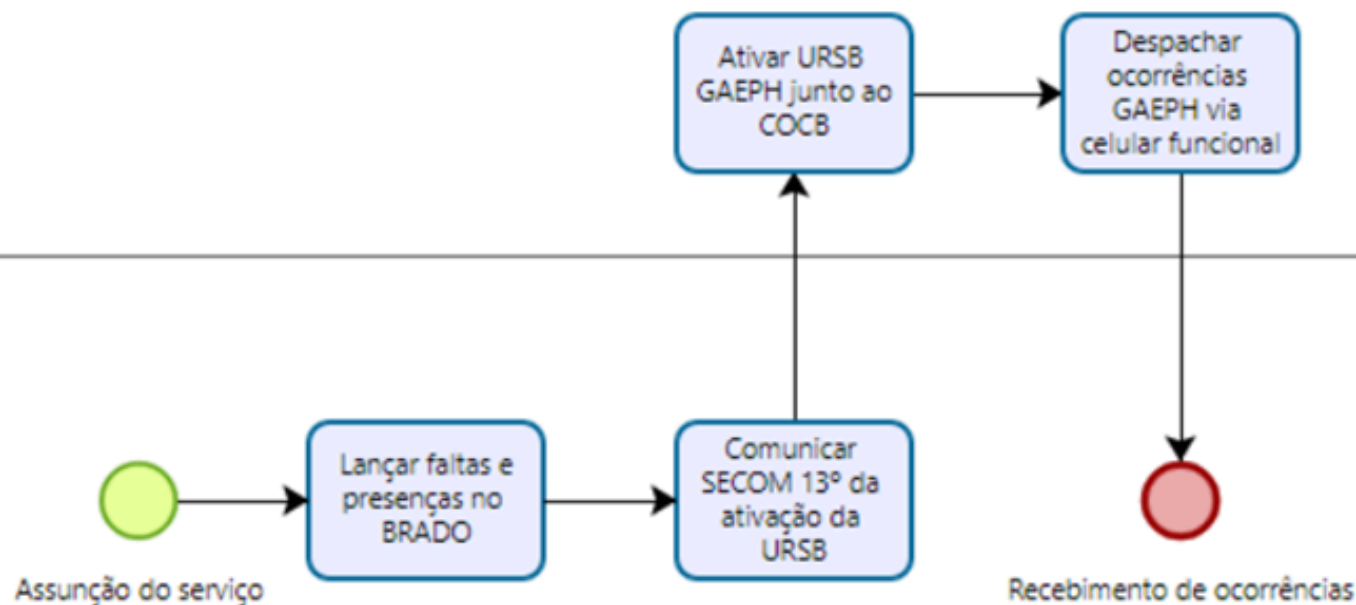 Ativar URSB
GAEPH junto ao
COCB
Despachar
ocorrências
GAEPH via
celular funcional
Lançar faltas e
presenças no
BRADO
Comunicar
SECOM 13º da
ativação da
URSB
Assunção do serviço
Recebimento de ocorrências